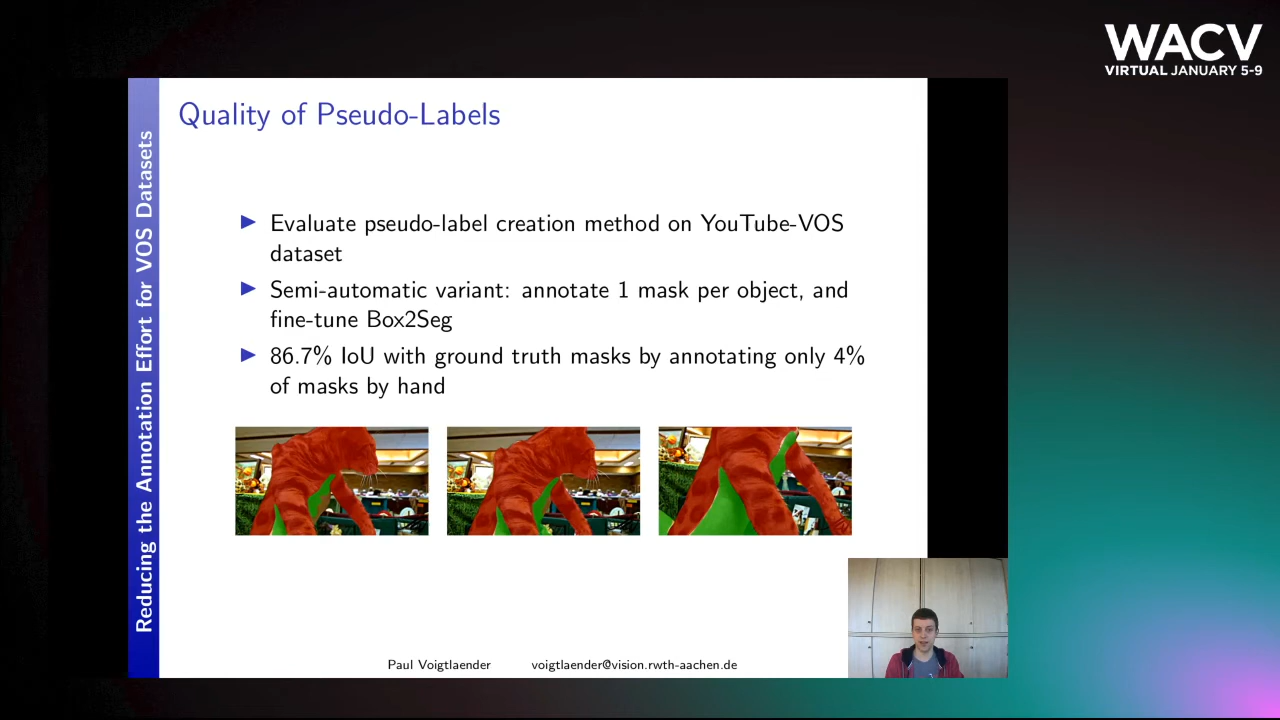 WACV
VIRTUAL JANUARY 5-9
Reducing the Annotation Effort for VOS Datasets
Quality of Pseudo-Labels
Evaluate pseudo-label creation method on YouTube-VOS
dataset
Semi-automatic variant: annotate 1 mask per object, and
fine-tune Box2Seg
86.7% IoU with ground truth masks by annotating only 4%
of masks by hand
Paul Voigtlaender voigtlaender@vision.rwth-aachen.de